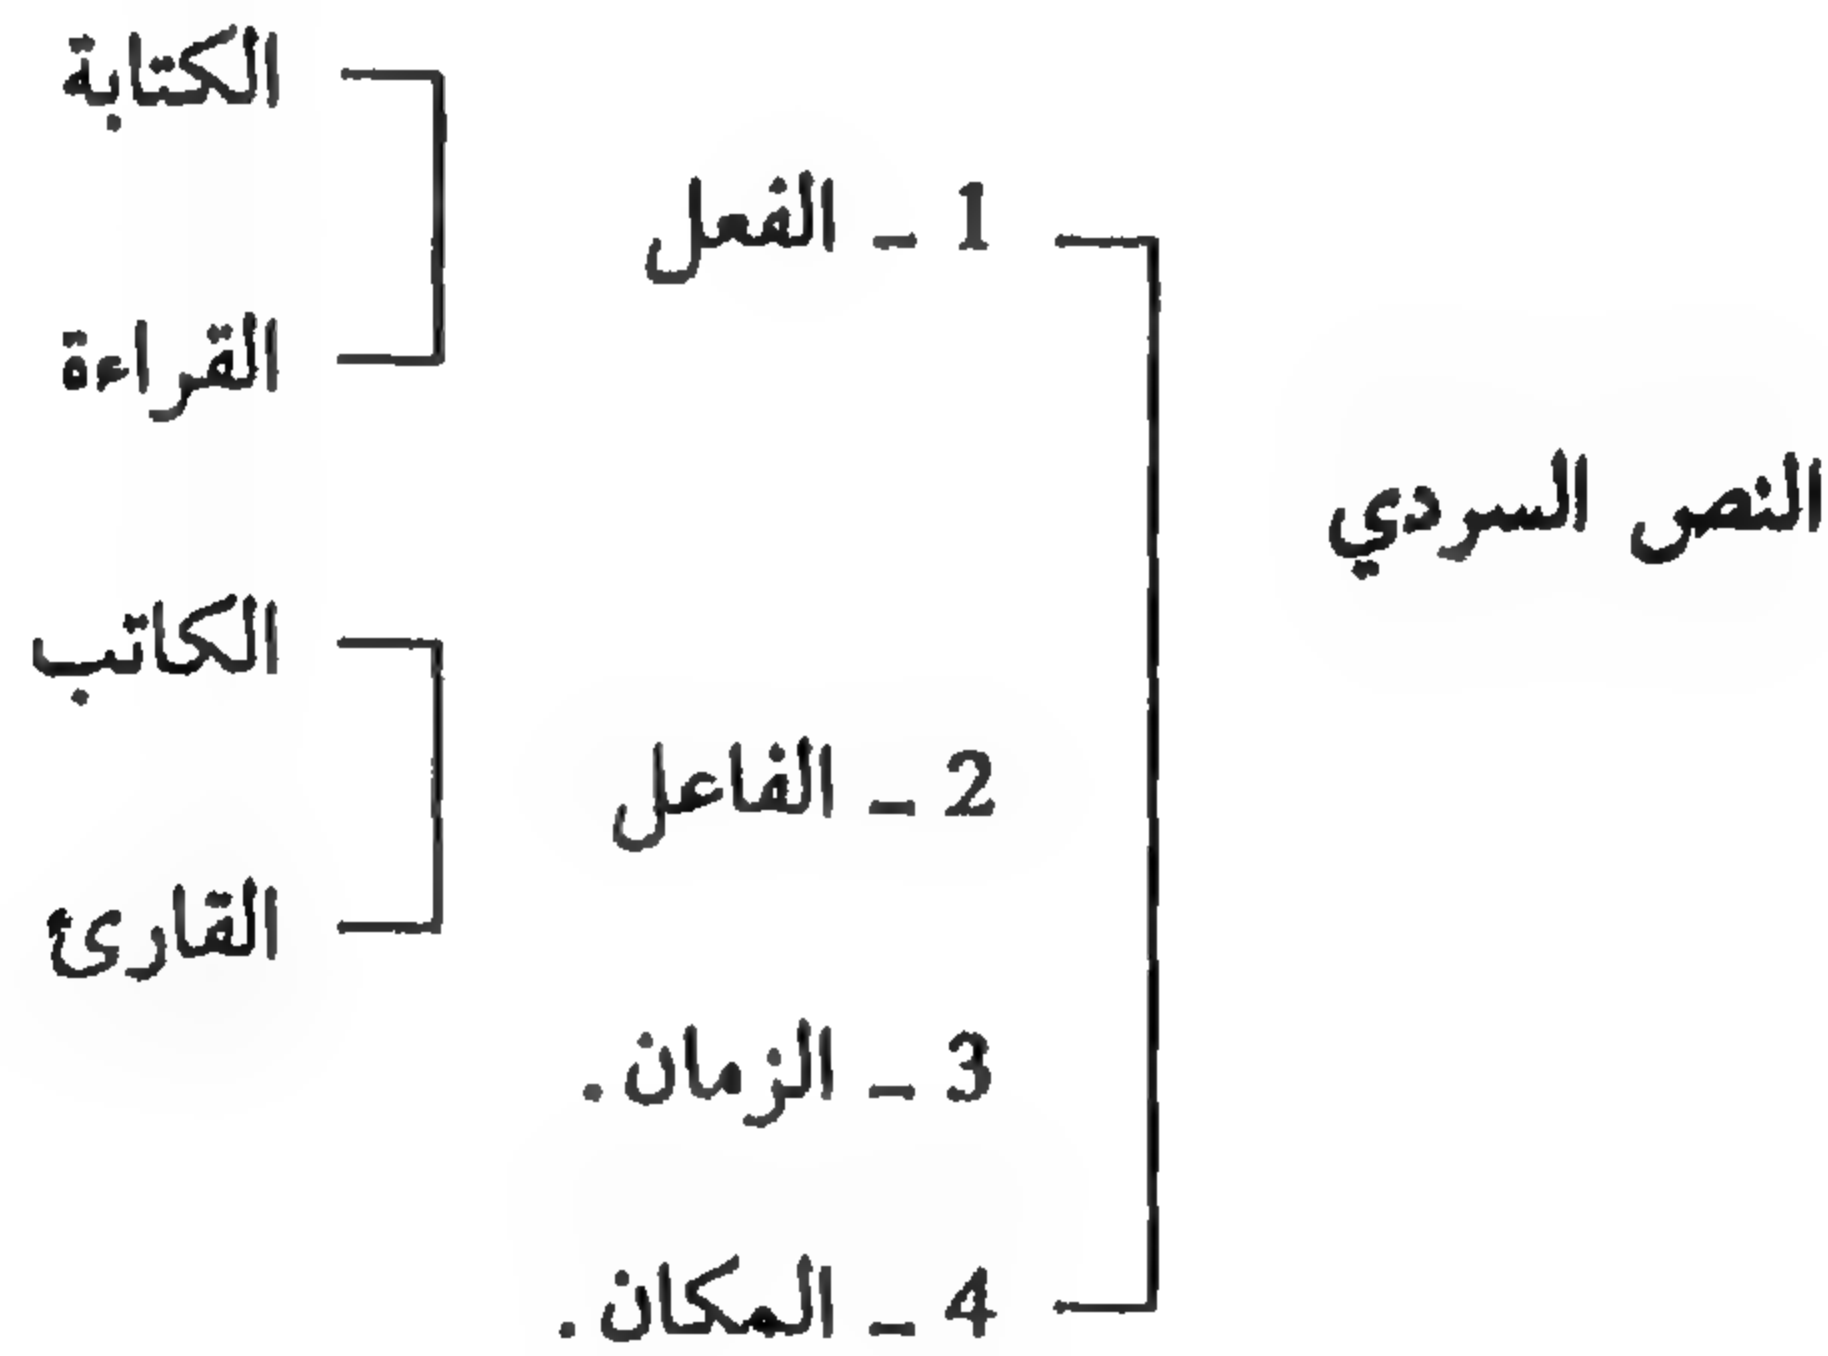 النص السردي
1 ـ الفعل
الكتابة
القراءة
2 ـ الفاعل
الكاتب
القارئ
3 ـ الزمان.
4 ـ المكان.